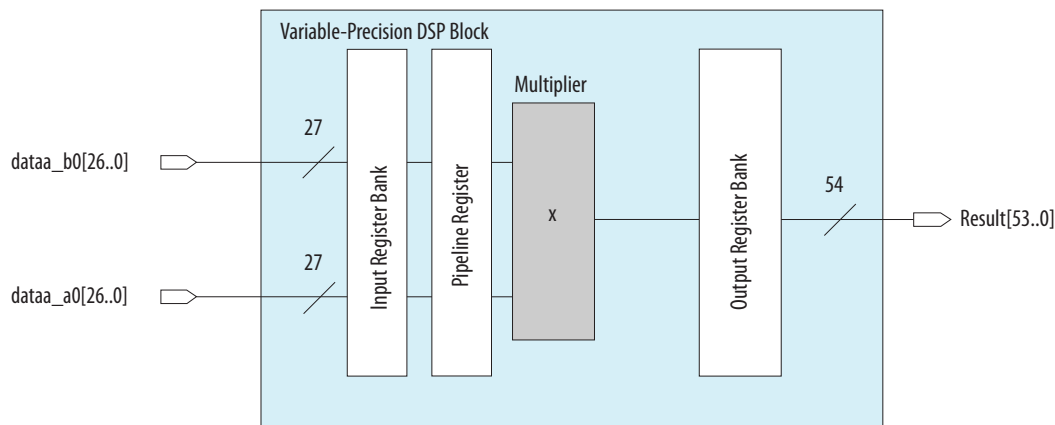 Variable-Precision DSP Block
Multiplier
27
dataa_b0[26..0]
Input Register Bank
Pipeline Register
x
Output Register Bank
54
Result[53..0]
27
dataa_a0[26..0]